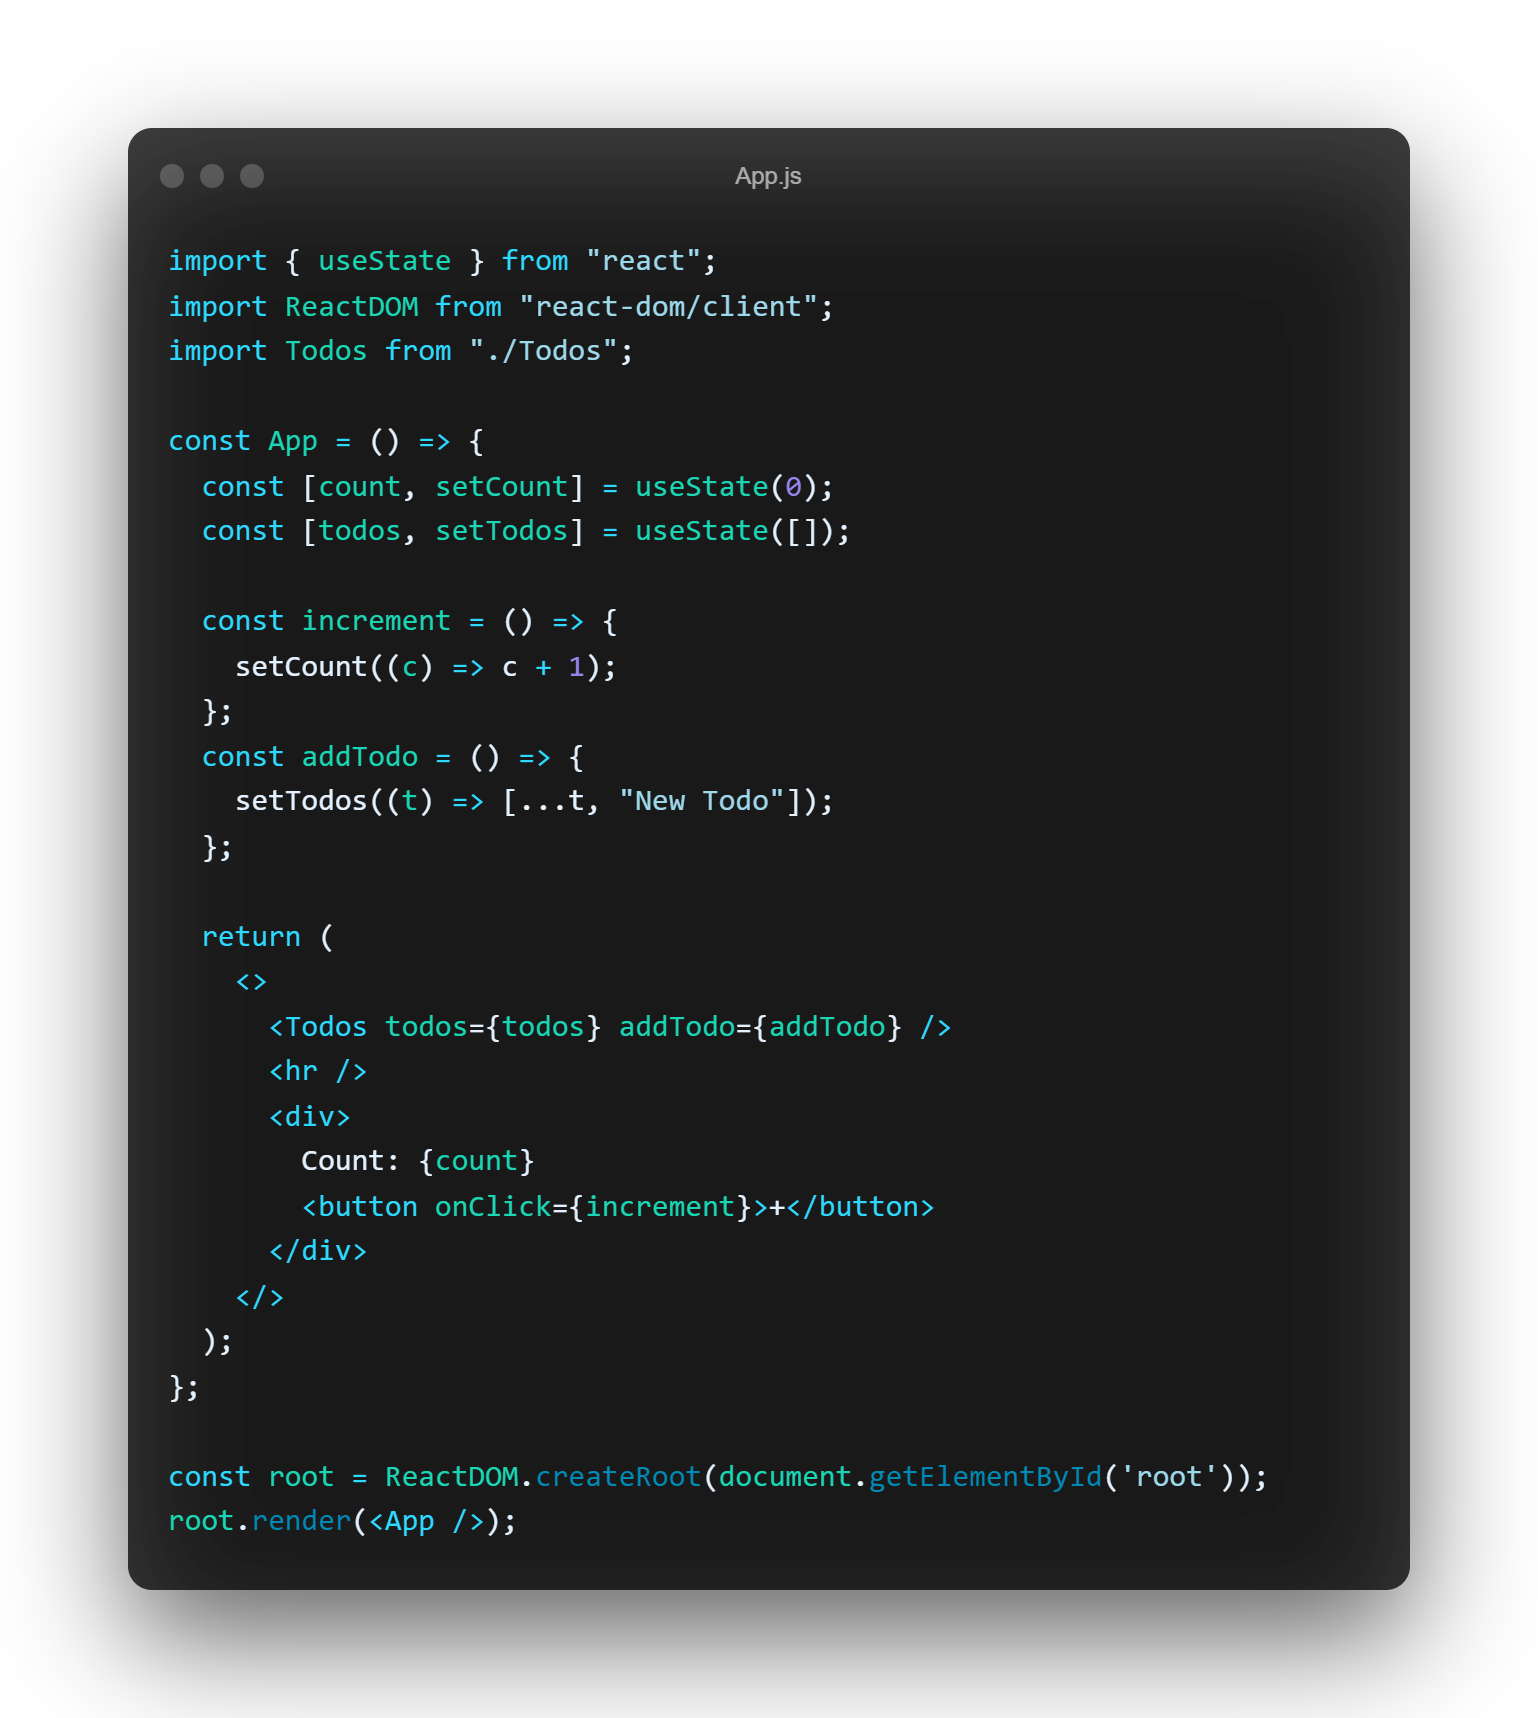 App.js
import { useState } from "react";
import ReactDOM from "react-dom/client";
import Todos from "./Todos";

const App = () => {
  const [count, setCount] = useState(0);
  const [todos, setTodos] = useState([]);

  const increment = () => {
    setCount((c) => c + 1);
  };
  const addTodo = () => {
    setTodos((t) => [...t, "New Todo"]);
  };

  return (
    <>
      <Todos todos={todos} addTodo={addTodo} />
      <hr />
      <div>
        Count: {count}
        <button onClick={increment}>+</button>
      </div>
    </>
  );
};

const root = ReactDOM.createRoot(document.getElementById('root'));
root.render(<App />);